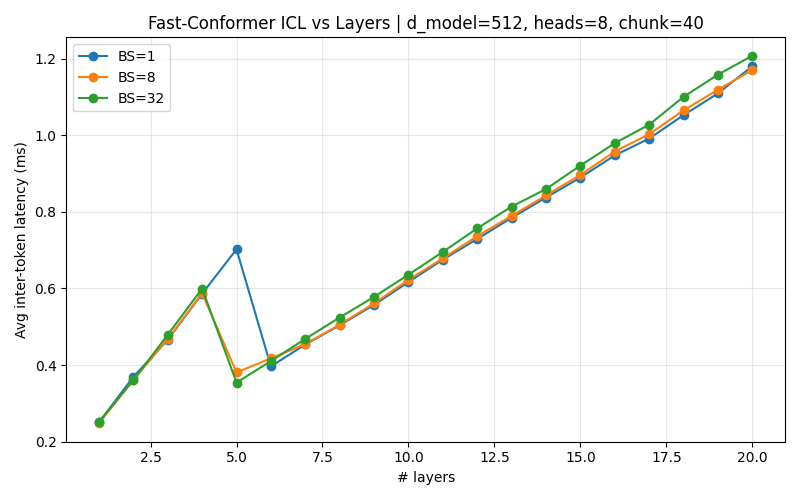 Fast-Conformer ICL vs Layers | d_model=512, heads=8, chunk=40
BS=1
BS=8
BS=32
Avg inter-token latency (ms)
1.2
1.0
0.8
0.6
0.4
0.2
2.5 5.0 7.5 10.0 12.5 15.0 17.5 20.0
# layers